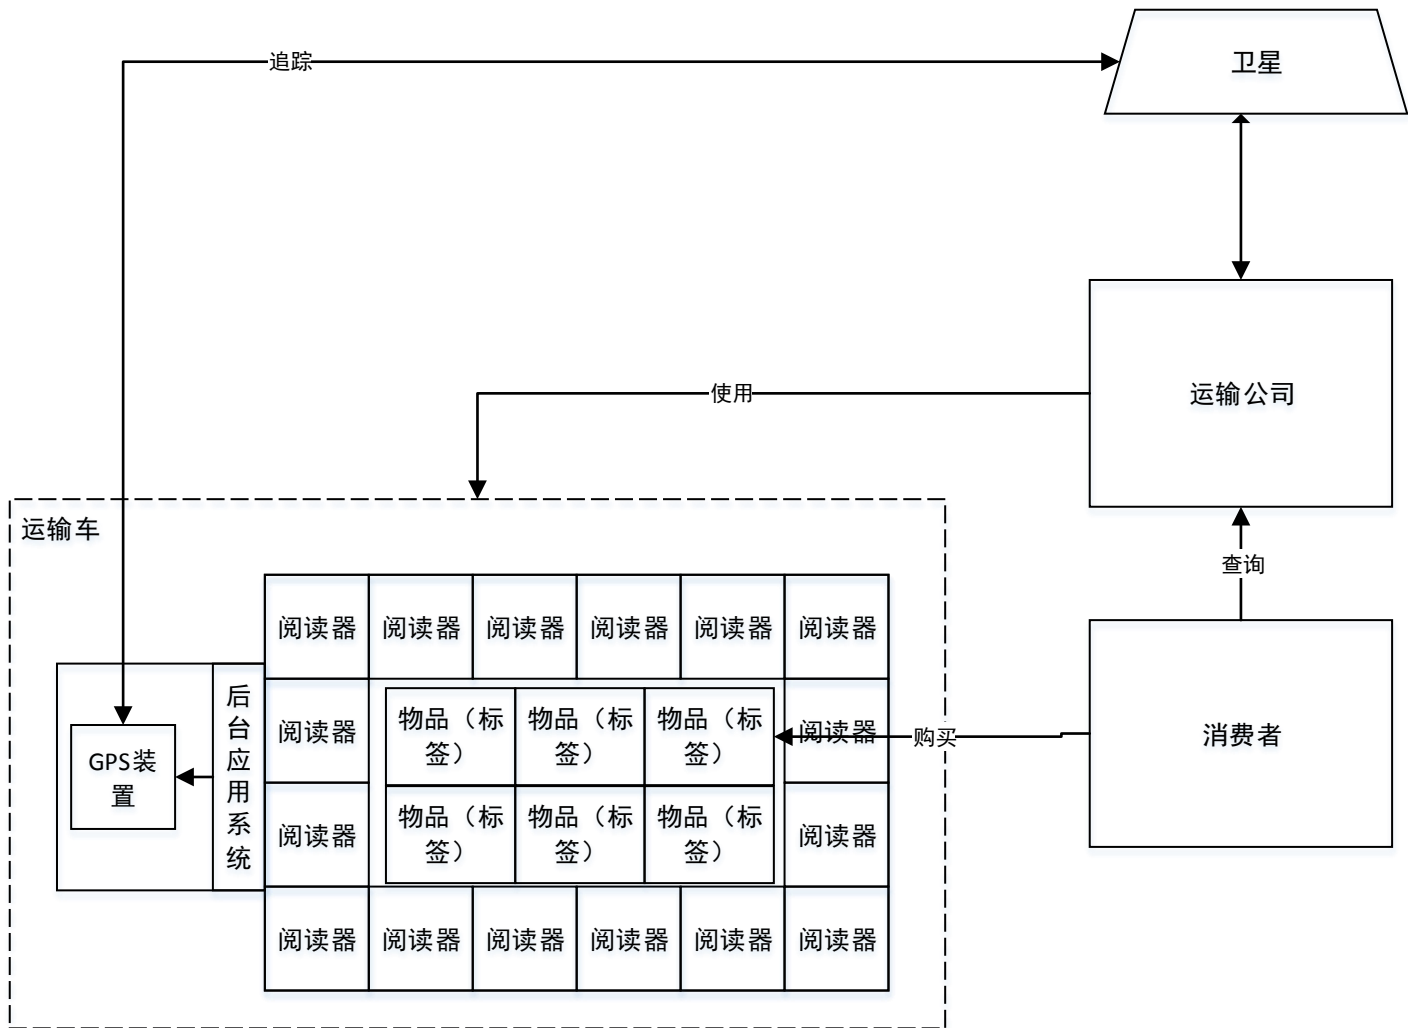 追踪
卫星
运输公司
使用
运输车
查询
阅读器 阅读器 阅读器 阅读器 阅读器 阅读器
后
台
应
用
系
统
GPS装
置
阅读器
物品（标
签）
物品（标
签）
物品（标
签）
阅读器
购买
消费者
阅读器
物品（标
签）
物品（标
签）
物品（标
签）
阅读器
阅读器 阅读器 阅读器 阅读器 阅读器 阅读器